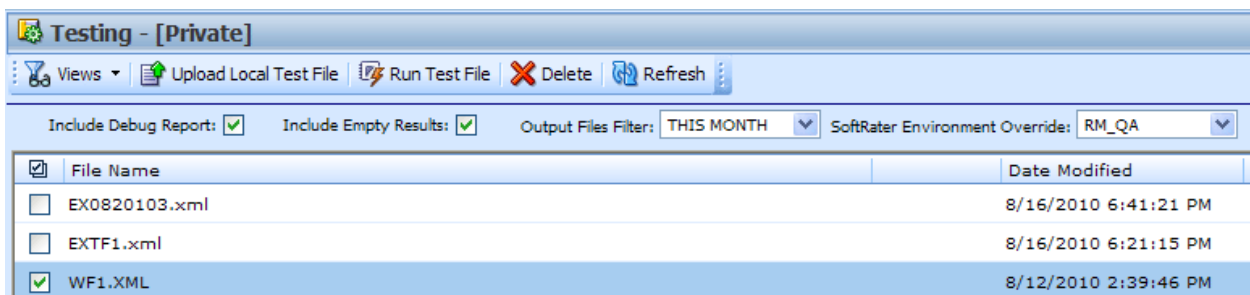 Testing - [Private]
Views Upload Local Test File Run Test File Delete Refresh
Include Debug Report: Include Empty Results: Output Files Filter: THIS MONTH SoftRater Environment Override: RM_QA
File Name Date Modified
EX0820103.xml 8/16/2010 6:41:21 PM
EXTF1.xml 8/16/2010 6:21:15 PM
WF1.XML 8/12/2010 2:39:46 PM